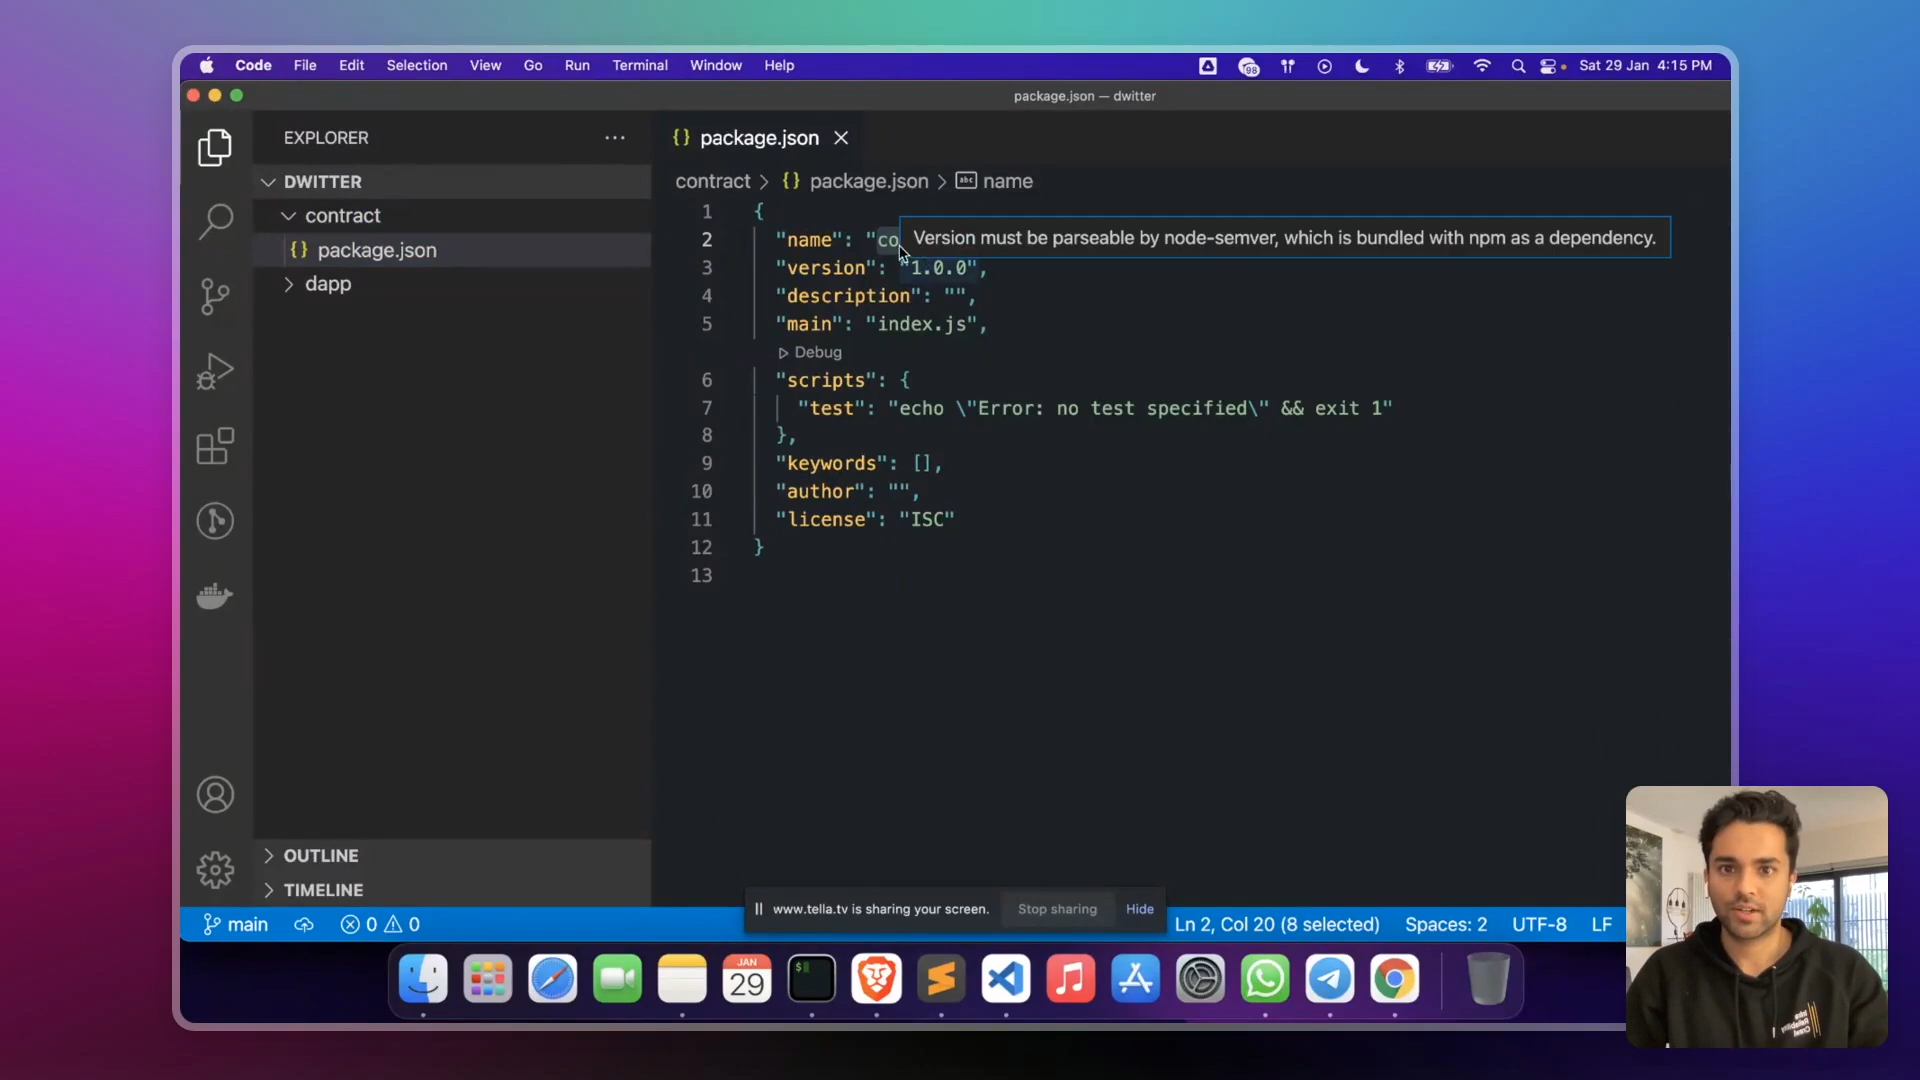 Code File Edit Selection View Go Run Terminal Window Help 98 Sat 29 Jan 4:15 PM
package.json — dwitter
EXPLORER ···
{} package.json ×
DWITTER
contract > {} package.json > abc name
contract
{} package.json
dapp
1 {
2 "name": "co
Version must be parseable by node-semver, which is bundled with npm as a dependency.
3 "version": "1.0.0",
4 "description": "",
5 "main": "index.js",
Debug
6 "scripts": {
7 "test": "echo \"Error: no test specified\" && exit 1"
8 },
9 "keywords": [],
10 "author": "",
11 "license": "ISC"
12 }
13
OUTLINE
TIMELINE
www.tella.tv is sharing your screen. Stop sharing Hide
main 0 0 Ln 2, Col 20 (8 selected) Spaces: 2 UTF-8 LF
JAN
29
$